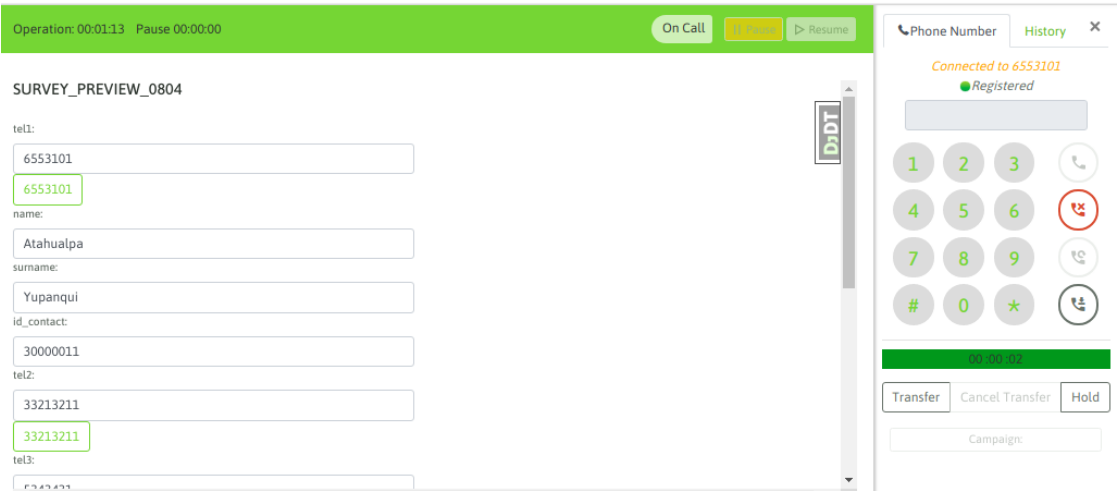 Operation: 00:01:13 Pause 00:00:00
On Call
Pause
Resume
SURVEY_PREVIEW_0804
DjDT
tel1:
6553101
6553101
name:
Atahualpa
surname:
Yupanqui
id_contact:
30000011
tel2:
33213211
33213211
tel3:
Phone Number
History
×
Connected to 6553101
Registered
1 2 3
4 5 6
7 8 9
# 0 *
00:00:02
Transfer
Cancel Transfer
Hold
Campaign: